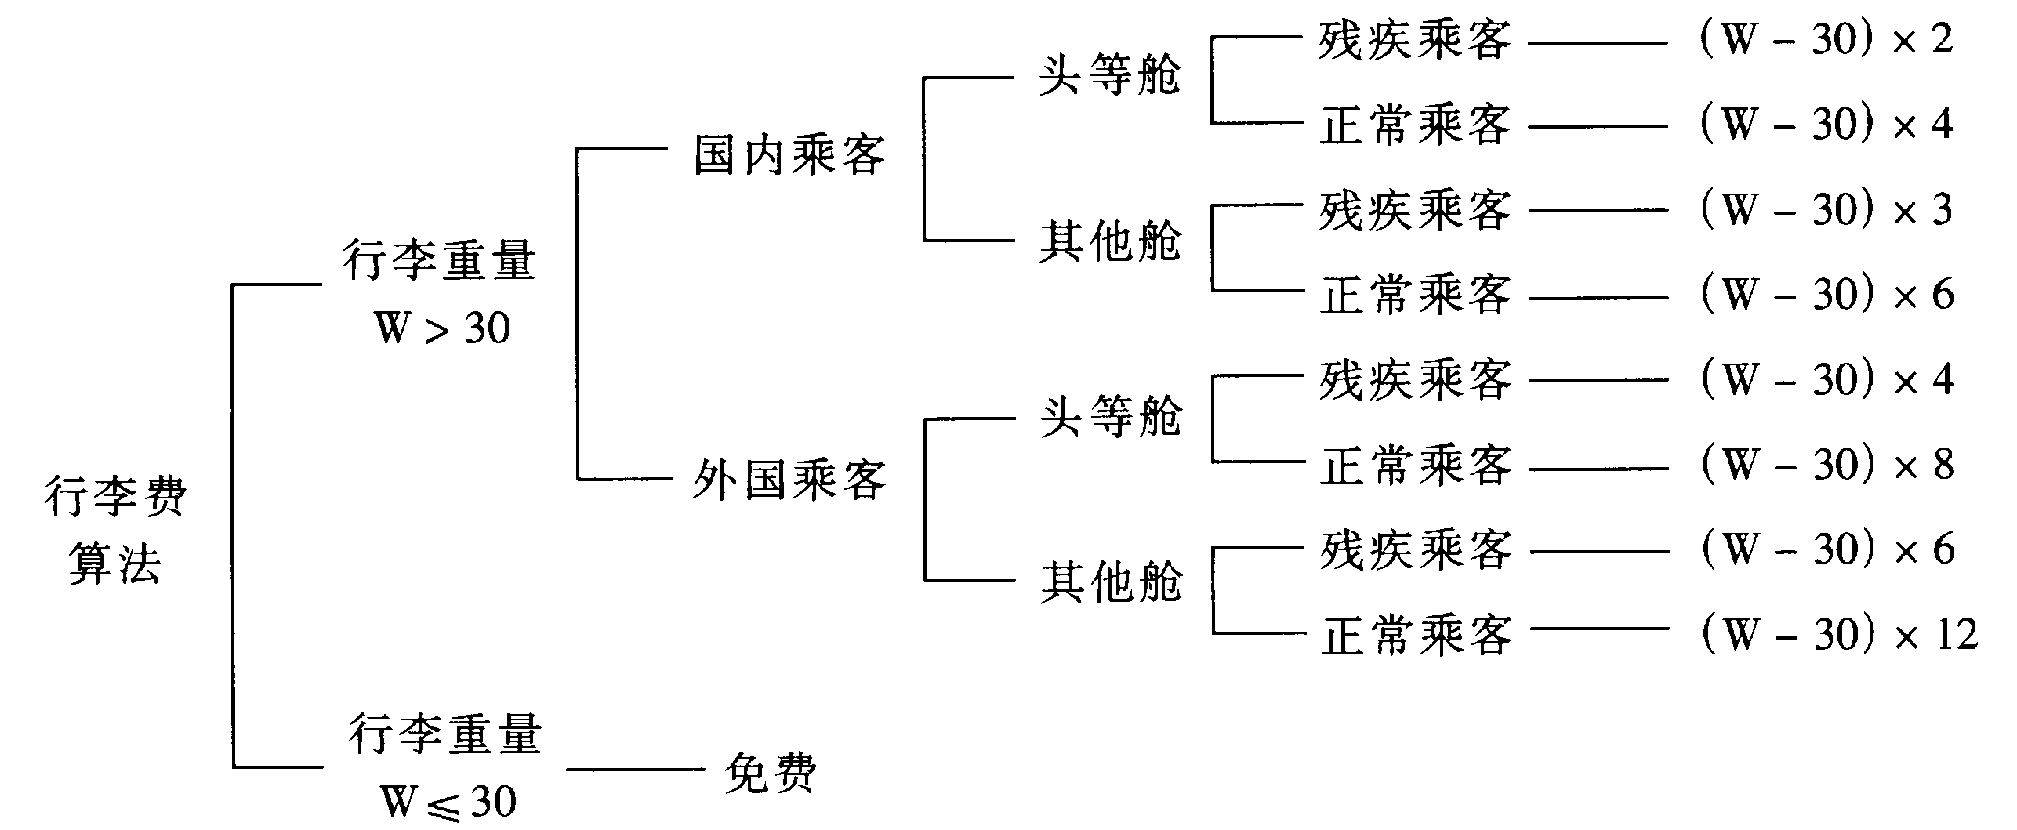 残疾乘客 (W - 30) × 2
头等舱
正常乘客 (W - 30) × 4
国内乘客
残疾乘客 (W - 30) × 3
其他舱
行李重量
W > 30
正常乘客 (W - 30) × 6
残疾乘客 (W - 30) × 4
头等舱
正常乘客 (W - 30) × 8
外国乘客
行李费
算法
残疾乘客 (W - 30) × 6
其他舱
正常乘客 (W - 30) × 12
行李重量
W ⩽ 30
免费